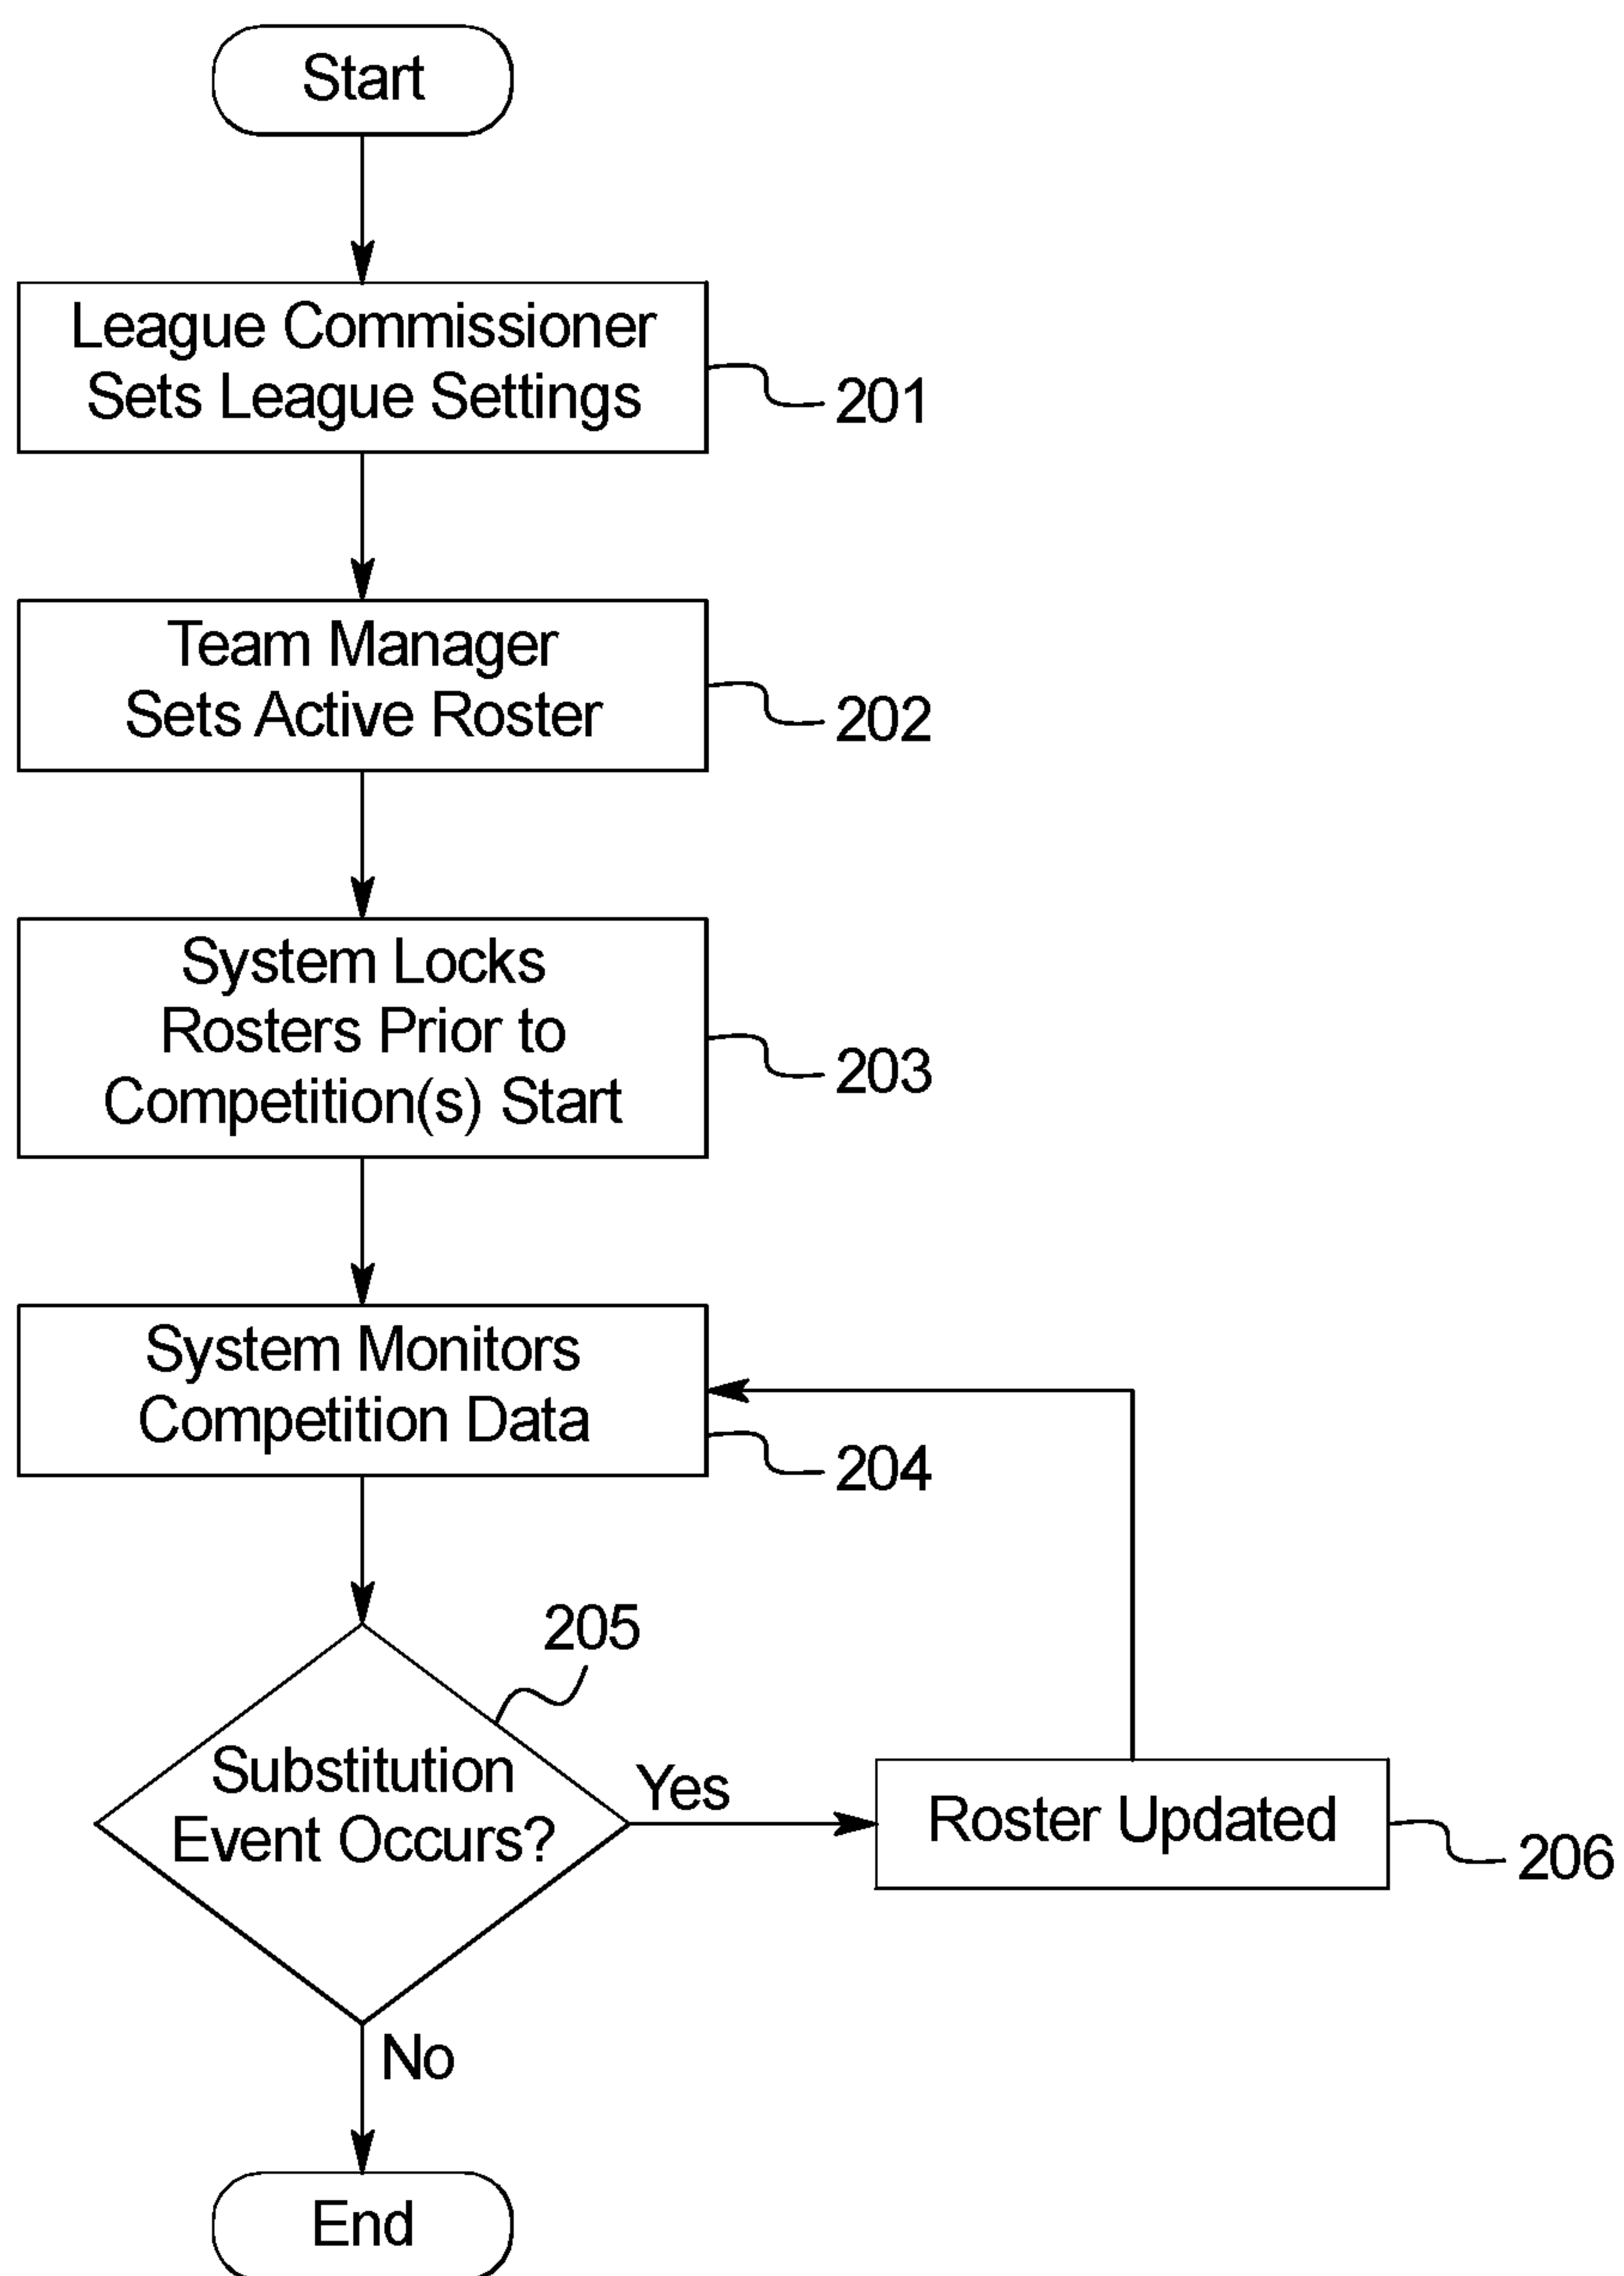 Start
League Commissioner
Sets League Settings
201
Team Manager
Sets Active Roster
202
System Locks
Rosters Prior to
Competition(s) Start
203
System Monitors
Competition Data
204
205
Substitution
Event Occurs?
Yes
Roster Updated
206
No
End